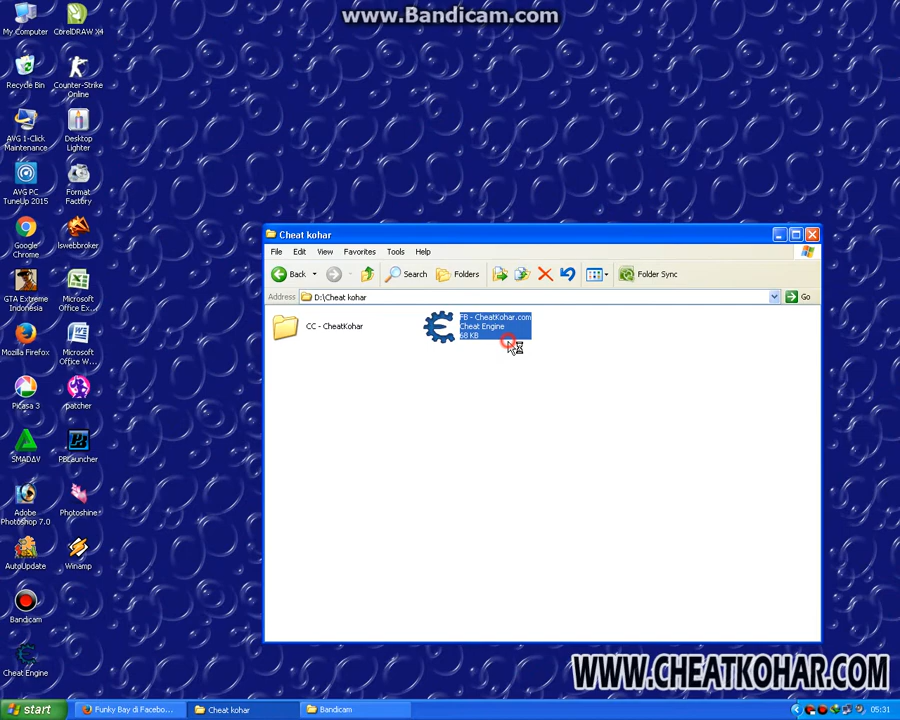 www.Bandicam.com
My Computer
CorelDRAW X4
Recycle Bin
Counter-Strike
Online
AVG 1-Click
Maintenance
Desktop
Lighter
AVG PC
TuneUp 2015
Format
Factory
Google
Chrome
lswebbroker
GTA Extreme
Indonesia
Microsoft
Office Ex...
Mozilla Firefox
Microsoft
Office W...
Picasa 3
patcher
SMADAV
PBLauncher
Adobe
Photoshop 7.0
Photoshine
AutoUpdate
Winamp
Bandicam
Cheat Engine
Cheat kohar
File Edit View Favorites Tools Help
Back Search Folders Folder Sync
Address D:\Cheat kohar Go
CC - CheatKohar
FB - CheatKohar.com
Cheat Engine
68 KB
WWW.CHEATKOHAR.COM
start Funky Bay di Facebo... Cheat kohar Bandicam 05:31